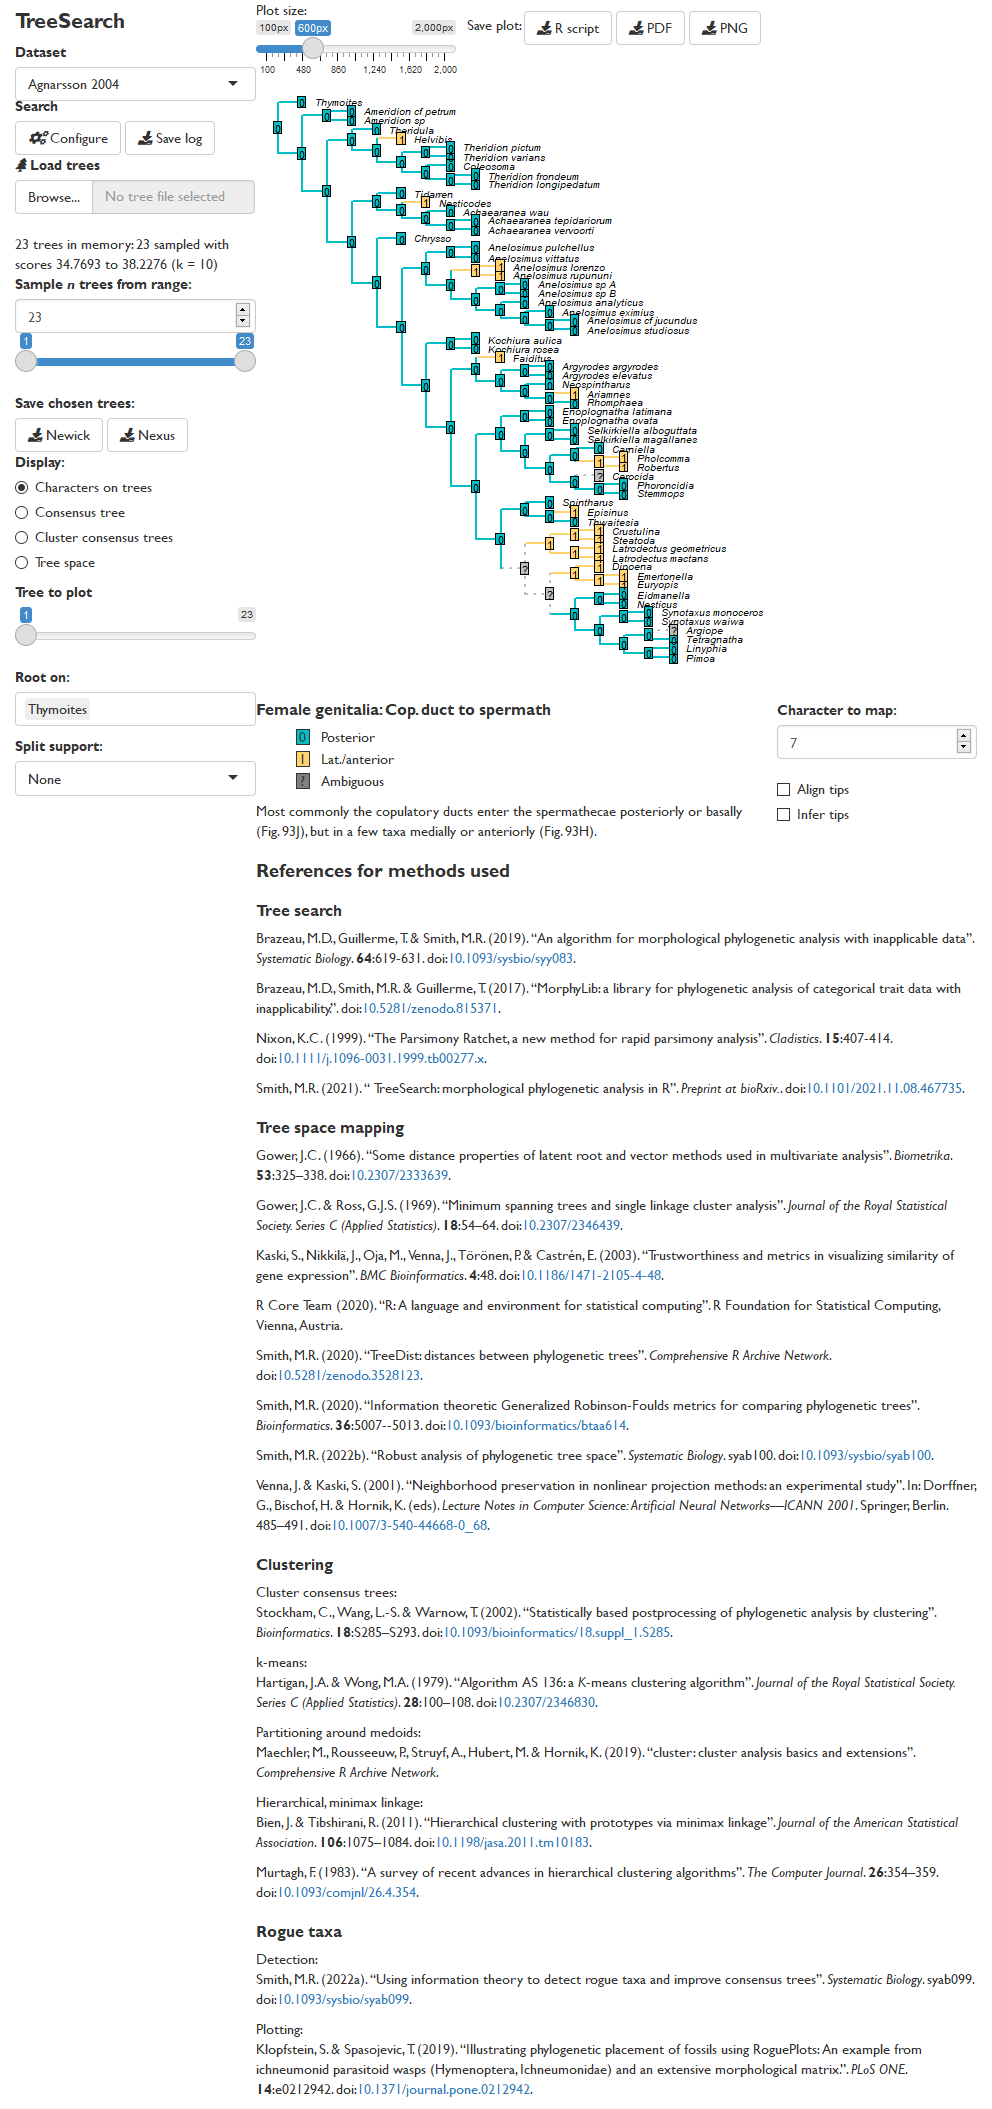 TreeSearch
Dataset
Agnarsson 2004
Search
Configure
Save log
Load trees
Browse...
No tree file selected
23 trees in memory: 23 sampled with
scores 34.7693 to 38.2276 (k = 10)
Sample n trees from range:
23
1
23
Save chosen trees:
Newick
Nexus
Display:
Characters on trees
Consensus tree
Cluster consensus trees
Tree space
Tree to plot
1
23
Root on:
Thymoites
Split support:
None
Plot size:
100px
600px
2,000px
100 480 860 1,240 1,620 2,000
Save plot:
R script
PDF
PNG
Thymoites
Ameridion cf petrum
Ameridion sp
Theridula
Helvibis
Theridion pictum
Theridion varians
Coleosoma
Theridion frondeum
Theridion longipedatum
Tidarren
Nesticodes
Achaearanea wau
Achaearanea tepidariorum
Achaearanea vervoorti
Chrysso
Anelosimus pulchellus
Anelosimus vittatus
Anelosimus lorenzo
Anelosimus rupununi
Anelosimus sp A
Anelosimus sp B
Anelosimus analyticus
Anelosimus eximius
Anelosimus cf jucundus
Anelosimus studiosus
Kochiura aulica
Kochiura rosea
Faiditus
Argyrodes argyrodes
Argyrodes elevatus
Neospintharus
Ariamnes
Rhomphaea
Enoplognatha latimana
Enoplognatha ovata
Selkirkiella alboguttata
Selkirkiella magallanes
Carniella
Pholcomma
Robertus
Cerocida
Phoroncidia
Stemmops
Spintharus
Episinus
Thwaitesia
Crustulina
Steatoda
Latrodectus geometricus
Latrodectus mactans
Dipoena
Emertonella
Euryopis
Eidmanella
Nesticus
Synotaxus monoceros
Synotaxus waiwa
Argiope
Tetragnatha
Linyphia
Pimoa
Female genitalia: Cop. duct to spermath
0 Posterior
1 Lat./anterior
? Ambiguous
Most commonly the copulatory ducts enter the spermathecae posteriorly or basally
(Fig. 93J), but in a few taxa medially or anteriorly (Fig. 93H).
Character to map:
7
Align tips
Infer tips
References for methods used
Tree search
Brazeau, M.D., Guillerme, T. & Smith, M.R. (2019). “An algorithm for morphological phylogenetic analysis with inapplicable data”.
Systematic Biology. 64:619-631. doi:10.1093/sysbio/syy083.
Brazeau, M.D., Smith, M.R. & Guillerme, T. (2017). “MorphyLib: a library for phylogenetic analysis of categorical trait data with
inapplicability.”. doi:10.5281/zenodo.815371.
Nixon, K.C. (1999). “The Parsimony Ratchet, a new method for rapid parsimony analysis”. Cladistics. 15:407-414.
doi:10.1111/j.1096-0031.1999.tb00277.x.
Smith, M.R. (2021). “ TreeSearch: morphological phylogenetic analysis in R”. Preprint at bioRxiv.. doi:10.1101/2021.11.08.467735.
Tree space mapping
Gower, J.C. (1966). “Some distance properties of latent root and vector methods used in multivariate analysis”. Biometrika.
53:325–338. doi:10.2307/2333639.
Gower, J.C. & Ross, G.J.S. (1969). “Minimum spanning trees and single linkage cluster analysis”. Journal of the Royal Statistical
Society. Series C (Applied Statistics). 18:54–64. doi:10.2307/2346439.
Kaski, S., Nikkilä, J., Oja, M., Venna, J., Törönen, P. & Castrén, E. (2003). “Trustworthiness and metrics in visualizing similarity of
gene expression”. BMC Bioinformatics. 4:48. doi:10.1186/1471-2105-4-48.
R Core Team (2020). “R: A language and environment for statistical computing”. R Foundation for Statistical Computing,
Vienna, Austria.
Smith, M.R. (2020). “TreeDist: distances between phylogenetic trees”. Comprehensive R Archive Network.
doi:10.5281/zenodo.3528123.
Smith, M.R. (2020). “Information theoretic Generalized Robinson-Foulds metrics for comparing phylogenetic trees”.
Bioinformatics. 36:5007--5013. doi:10.1093/bioinformatics/btaa614.
Smith, M.R. (2022b). “Robust analysis of phylogenetic tree space”. Systematic Biology. syab100. doi:10.1093/sysbio/syab100.
Venna, J. & Kaski, S. (2001). “Neighborhood preservation in nonlinear projection methods: an experimental study”. In: Dorffner,
G., Bischof, H. & Hornik, K. (eds). Lecture Notes in Computer Science: Artificial Neural Networks—ICANN 2001. Springer, Berlin.
485–491. doi:10.1007/3-540-44668-0_68.
Clustering
Cluster consensus trees:
Stockham, C., Wang, L.-S. & Warnow, T. (2002). “Statistically based postprocessing of phylogenetic analysis by clustering”.
Bioinformatics. 18:S285–S293. doi:10.1093/bioinformatics/18.suppl_1.S285.
k-means:
Hartigan, J.A. & Wong, M.A. (1979). “Algorithm AS 136: a K-means clustering algorithm”. Journal of the Royal Statistical Society.
Series C (Applied Statistics). 28:100–108. doi:10.2307/2346830.
Partitioning around medoids:
Maechler, M., Rousseeuw, P., Struyf, A., Hubert, M. & Hornik, K. (2019). “cluster: cluster analysis basics and extensions”.
Comprehensive R Archive Network.
Hierarchical, minimax linkage:
Bien, J. & Tibshirani, R. (2011). “Hierarchical clustering with prototypes via minimax linkage”. Journal of the American Statistical
Association. 106:1075–1084. doi:10.1198/jasa.2011.tm10183.
Murtagh, F. (1983). “A survey of recent advances in hierarchical clustering algorithms”. The Computer Journal. 26:354–359.
doi:10.1093/comjnl/26.4.354.
Rogue taxa
Detection:
Smith, M.R. (2022a). “Using information theory to detect rogue taxa and improve consensus trees”. Systematic Biology. syab099.
doi:10.1093/sysbio/syab099.
Plotting:
Klopfstein, S. & Spasojevic, T. (2019). “Illustrating phylogenetic placement of fossils using RoguePlots: An example from
ichneumonid parasitoid wasps (Hymenoptera, Ichneumonidae) and an extensive morphological matrix.”. PLoS ONE.
14:e0212942. doi:10.1371/journal.pone.0212942.